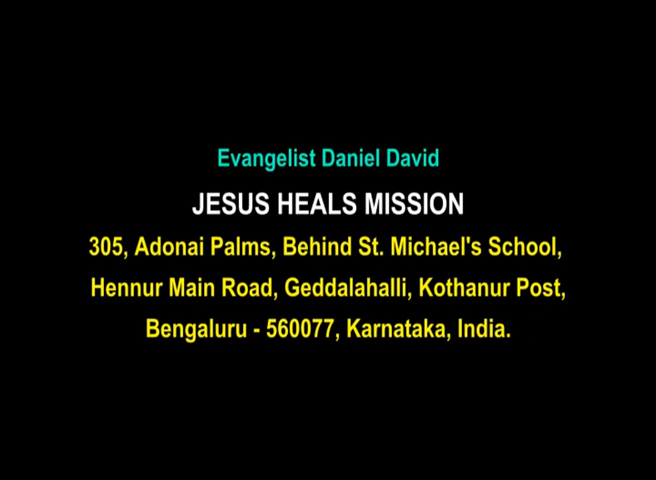 Evangelist Daniel David
JESUS HEALS MISSION
305, Adonai Palms, Behind St. Michael's School,
Hennur Main Road, Geddalahalli, Kothanur Post,
Bengaluru - 560077, Karnataka, India.